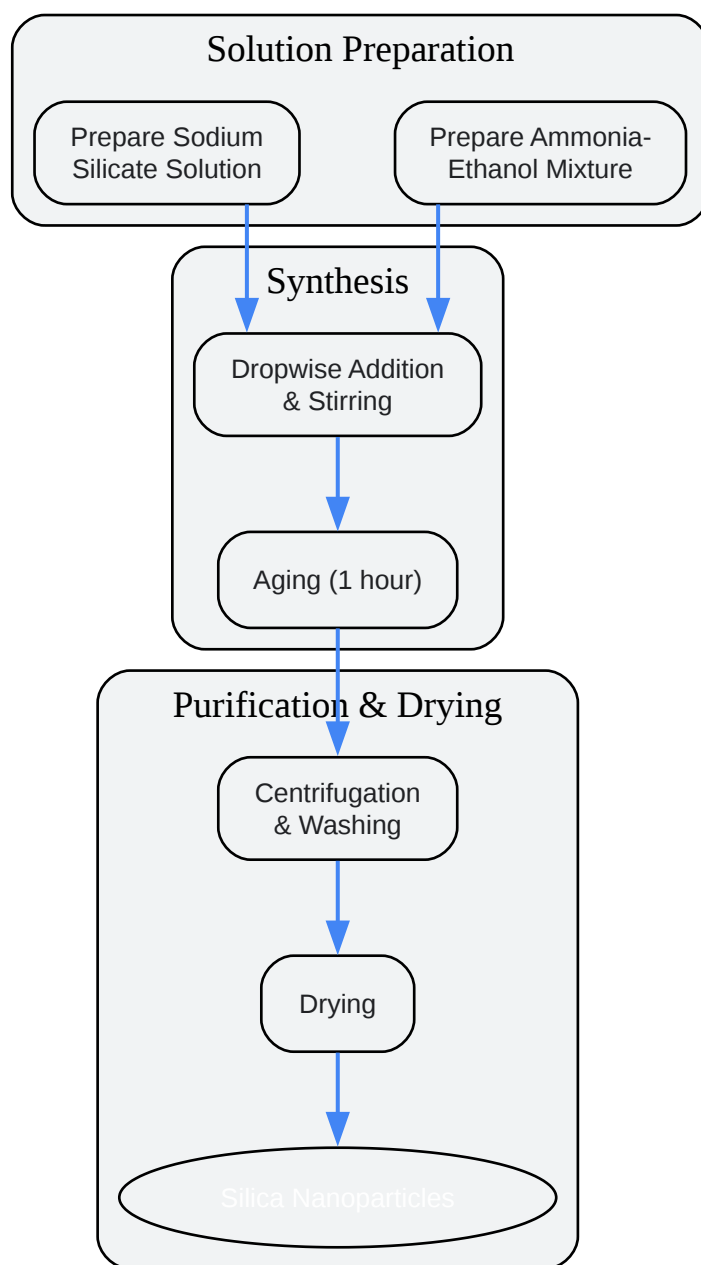 Solution Preparation
Prepare Sodium
Silicate Solution
Prepare Ammonia-
Ethanol Mixture
Synthesis
Dropwise Addition
& Stirring
Aging (1 hour)
Purification & Drying
Centrifugation
& Washing
Drying
Silica Nanoparticles